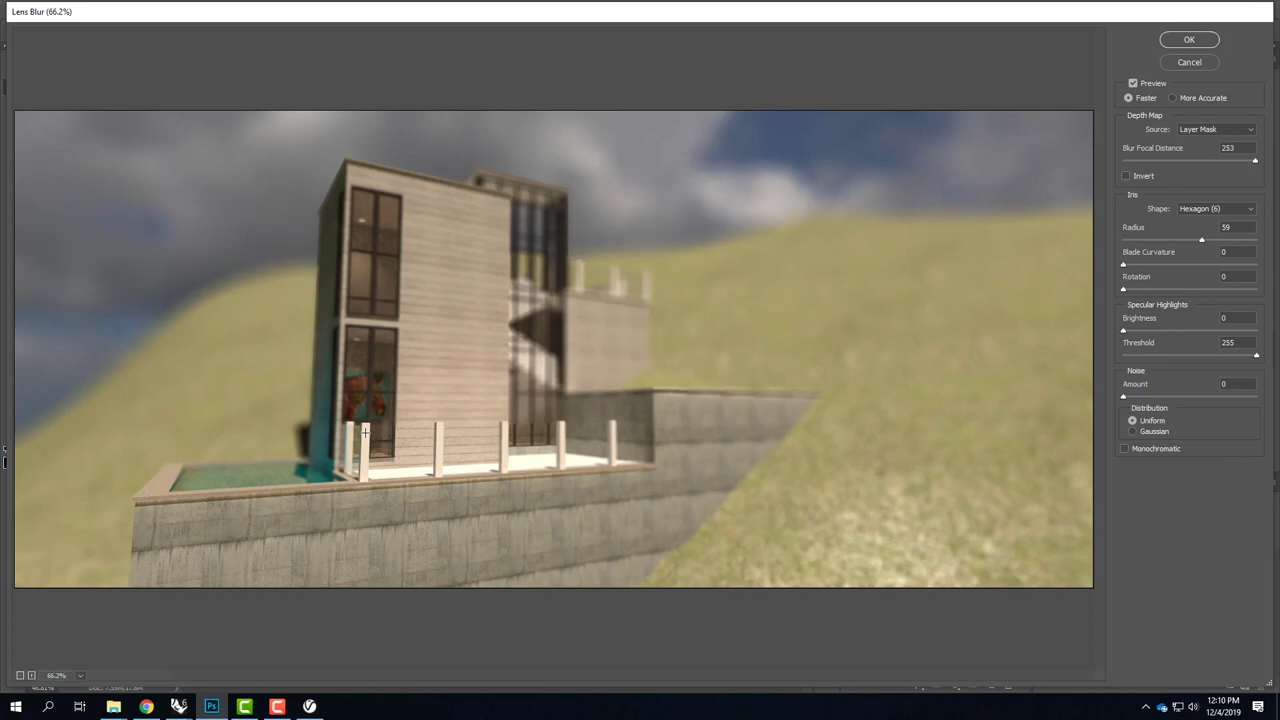 Lens Blur (66.2%)
OK
Cancel
Preview
Faster More Accurate
Depth Map
Source: Layer Mask
Blur Focal Distance 253
Invert
Iris
Shape: Hexagon (6)
Radius 59
Blade Curvature 0
Rotation 0
Specular Highlights
Brightness 0
Threshold 255
Noise
Amount 0
Distribution
Uniform
Gaussian
Monochromatic
66.2%
Ps
12:10 PM
12/4/2019